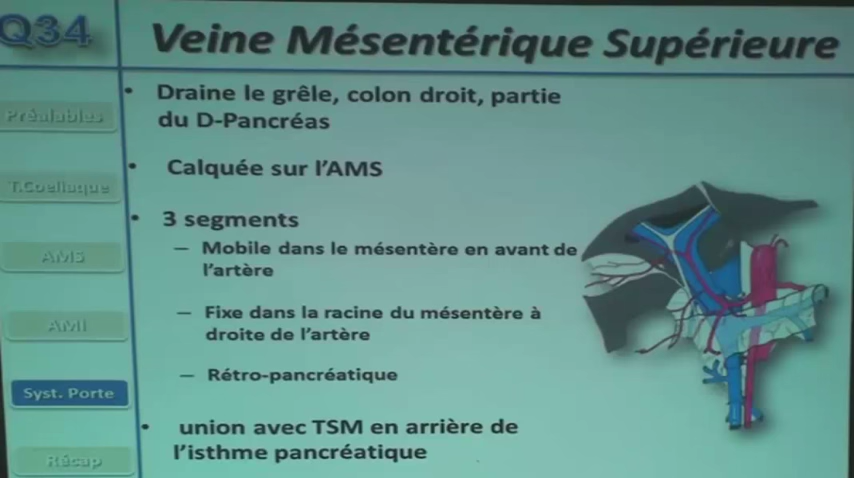 Q34
Veine Mésentérique Supérieure
Préalables
T.Coeliaque
AMS
AMI
Syst. Porte
Récap
• Draine le grêle, colon droit, partie
du D-Pancréas
• Calquée sur l'AMS
• 3 segments
– Mobile dans le mésentère en avant de
l'artère
– Fixe dans la racine du mésentère à
droite de l'artère
– Rétro-pancréatique
• union avec TSM en arrière de
l'isthme pancréatique